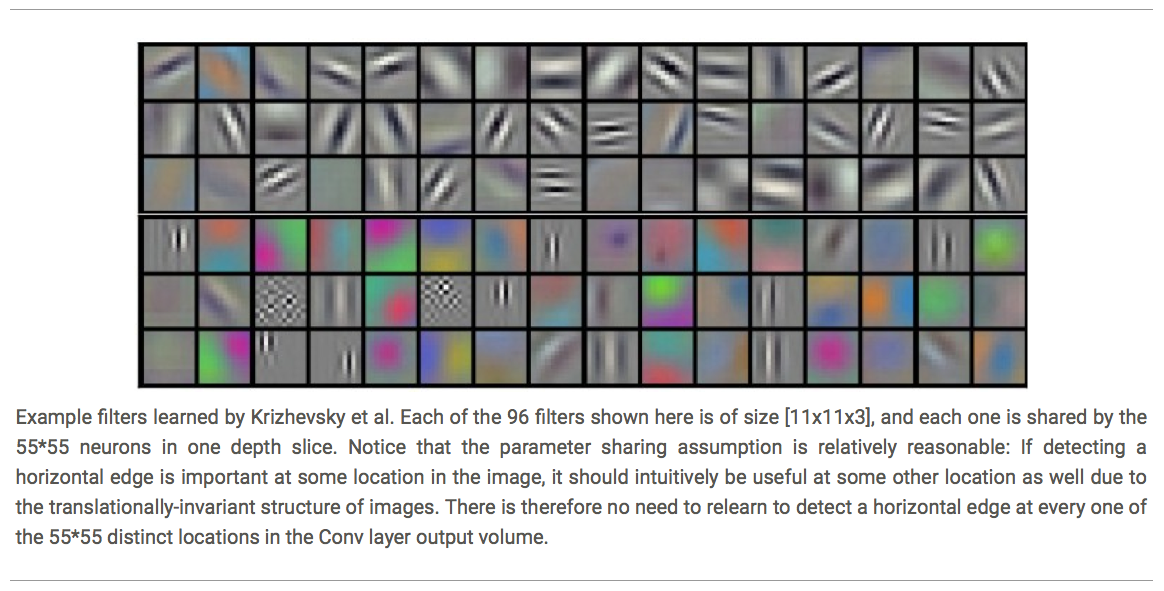 Example filters learned by Krizhevsky et al. Each of the 96 filters shown here is of size [11x11x3], and each one is shared by the
55*55 neurons in one depth slice. Notice that the parameter sharing assumption is relatively reasonable: If detecting a
horizontal edge is important at some location in the image, it should intuitively be useful at some other location as well due to
the translationally-invariant structure of images. There is therefore no need to relearn to detect a horizontal edge at every one of
the 55*55 distinct locations in the Conv layer output volume.